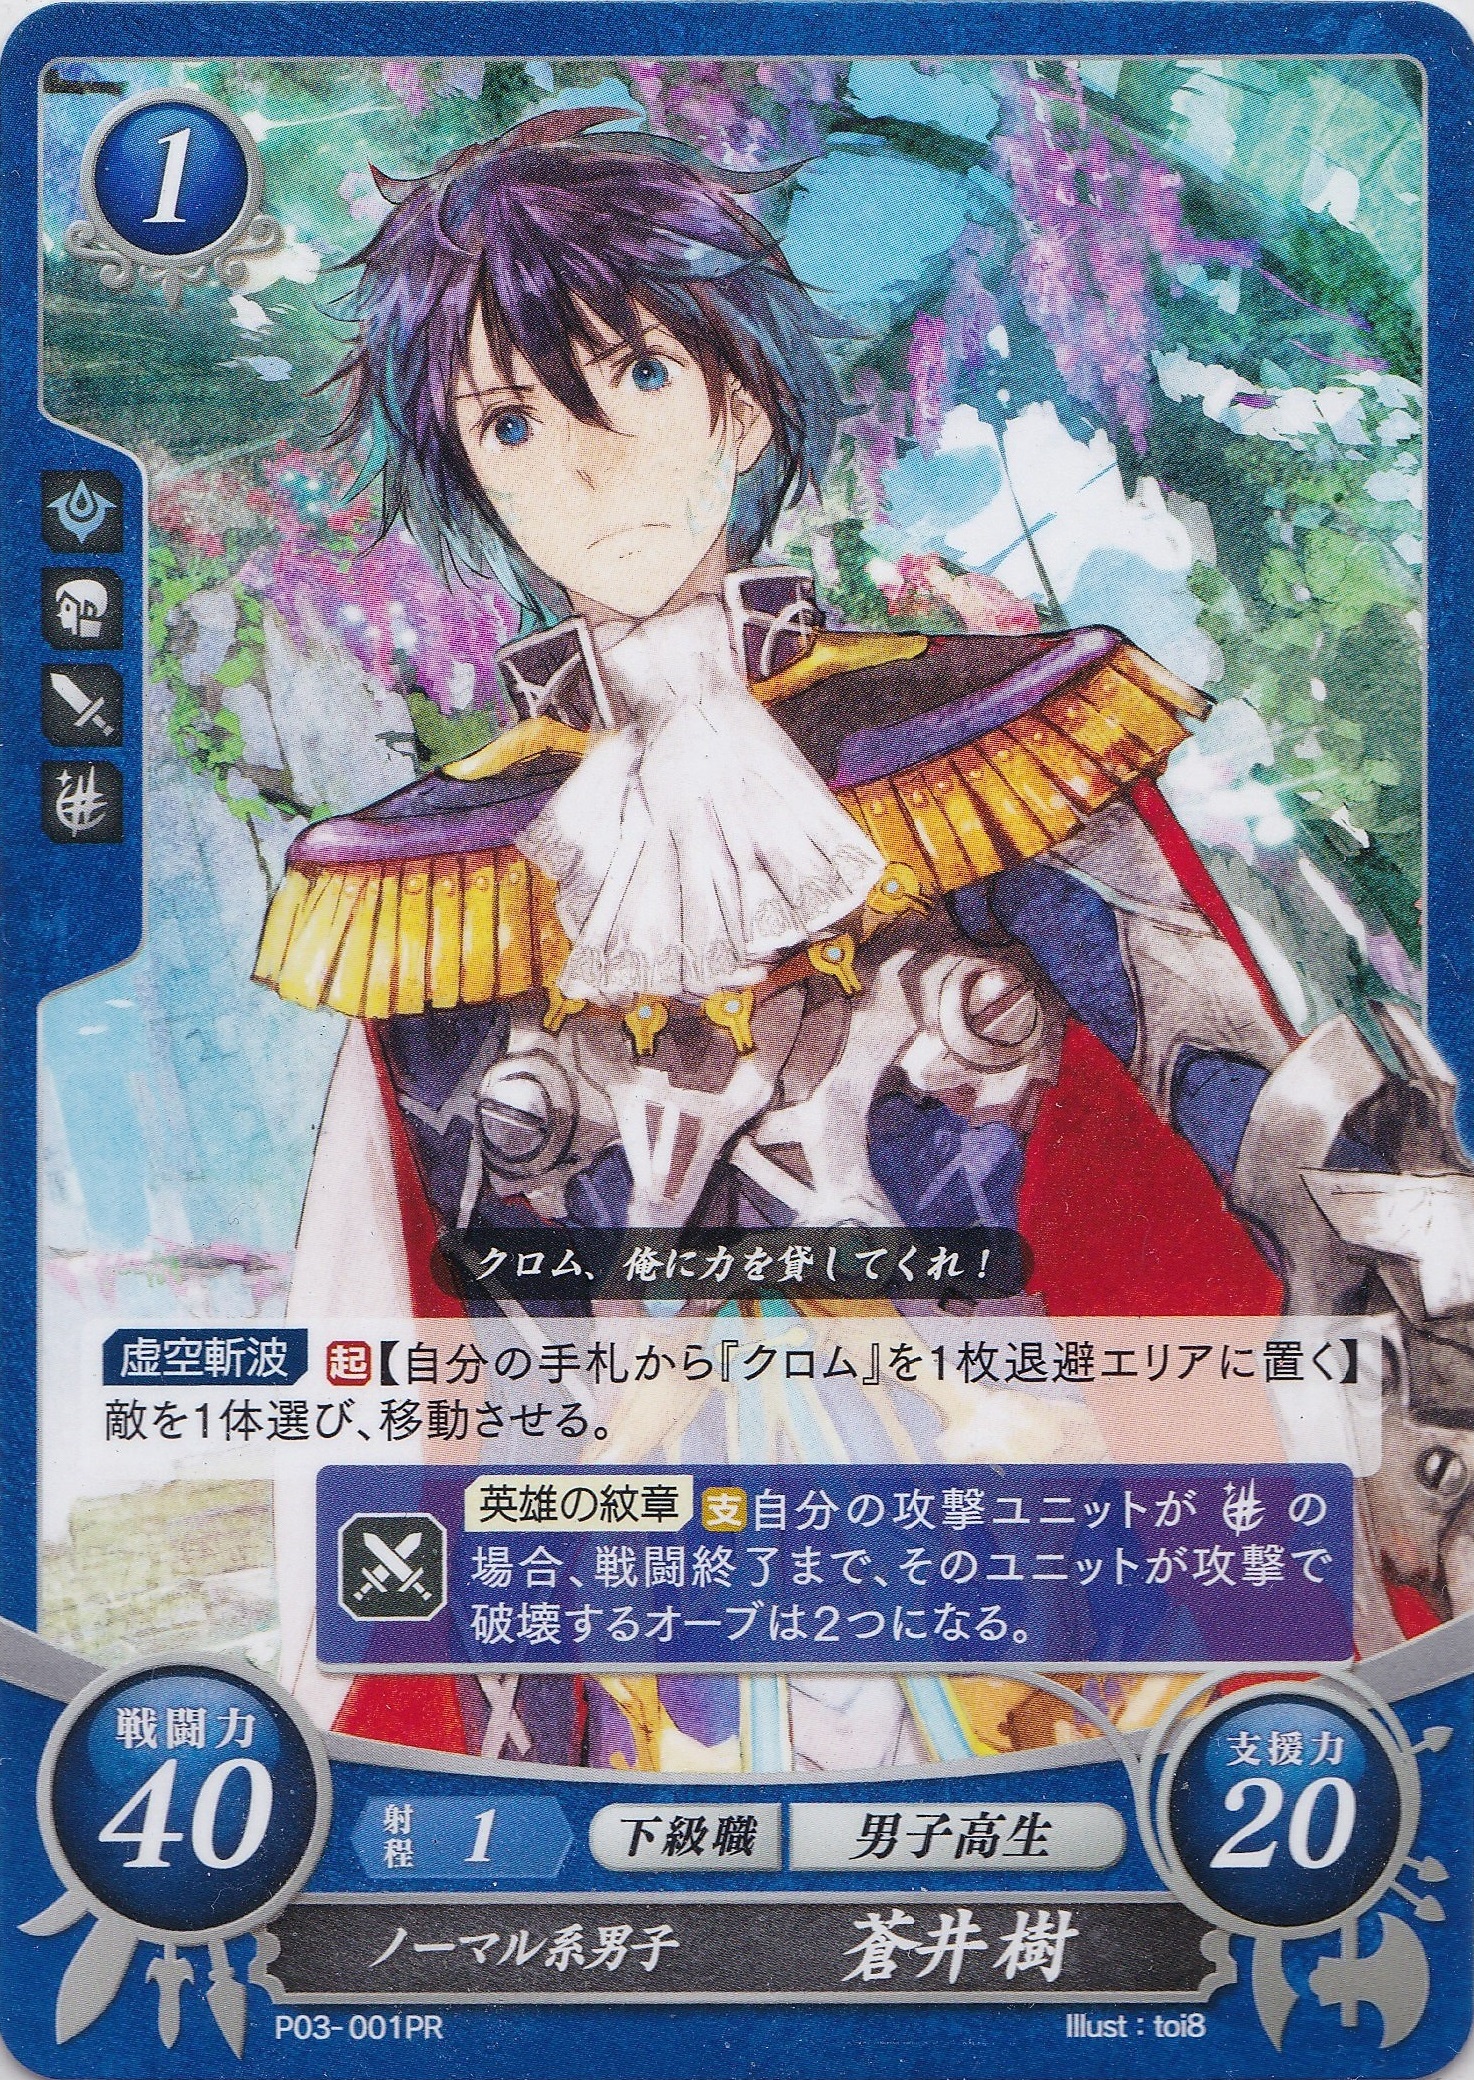 1
クロム、俺に力を貸してくれ!
虚空斬波 起【自分の手札から『クロム』を1枚退避エリアに置く】
敵を1体選び、移動させる。
英雄の紋章 支 自分の攻撃ユニットが の
場合、戦闘終了まで、そのユニットが攻撃で
破壊するオーブは2つになる。
戦闘力
40
射程 1
下級職
男子高生
支援力
20
ノーマル系男子 蒼井樹
P03-001PR
Illust:toi8